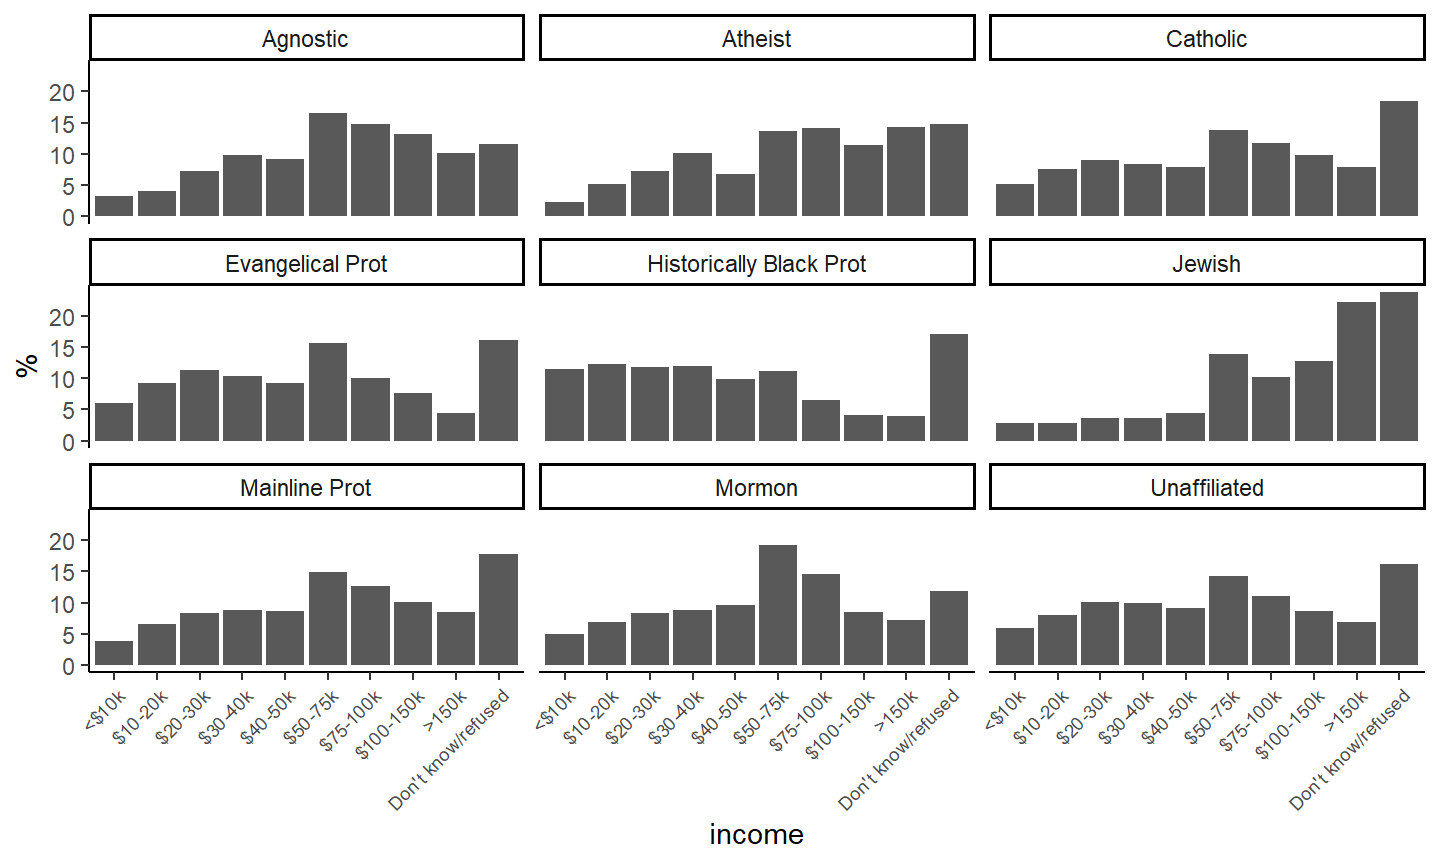 Agnostic
Atheist
Catholic
20
15
10
5
0
Evangelical Prot
Historically Black Prot
Jewish
20
15
10
5
0
%
Mainline Prot
Mormon
Unaffiliated
20
15
10
5
0
<$10k
$10-20k
$20-30k
$30-40k
$40-50k
$50-75k
$75-100k
$100-150k
>150k
Don't know/refused
<$10k
$10-20k
$20-30k
$30-40k
$40-50k
$50-75k
$75-100k
$100-150k
>150k
Don't know/refused
<$10k
$10-20k
$20-30k
$30-40k
$40-50k
$50-75k
$75-100k
$100-150k
>150k
Don't know/refused
income